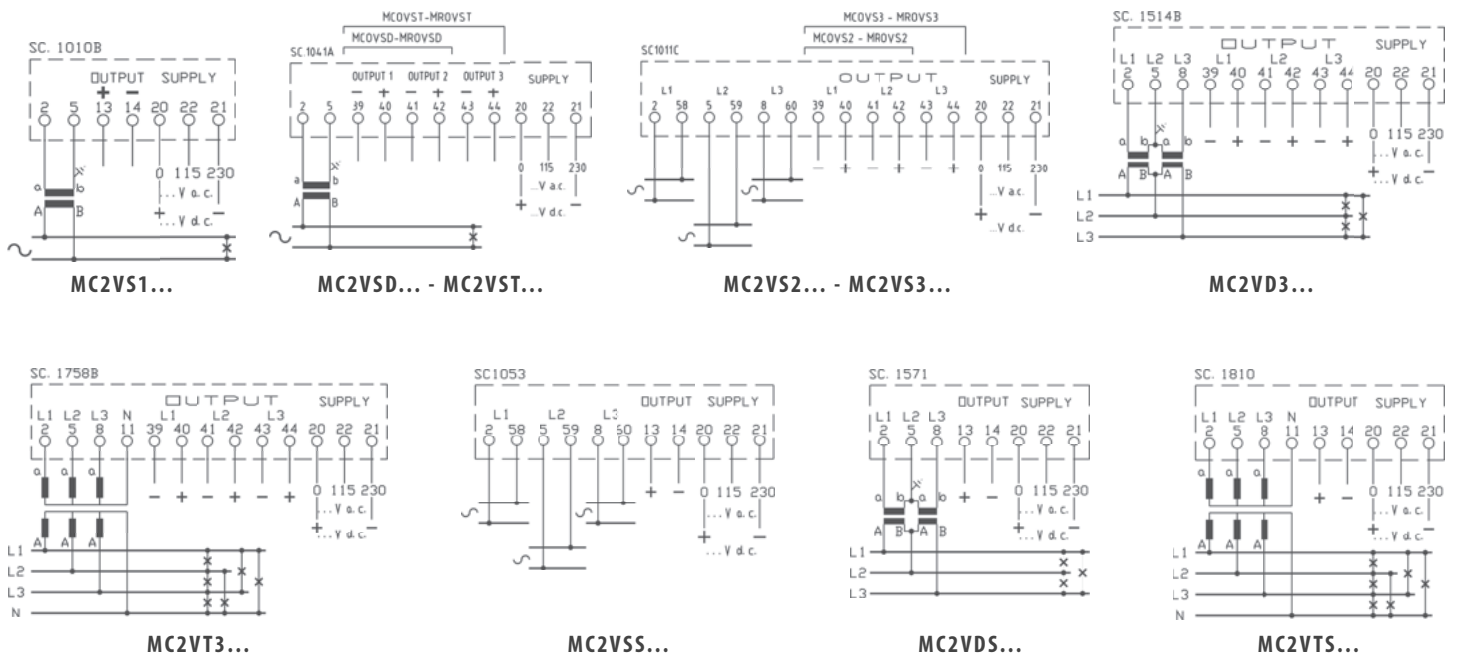 SC. 1010B
OUTPUT SUPPLY
+ −
2 5 13 14 20 22 21
a b
0 115 230
...V a.c.
A B
+ ...V d.c. −
MC2VS1...
MCOVST-MROVST
MCOVSD-MROVSD
SC.1041A
OUTPUT 1 OUTPUT 2 OUTPUT 3 SUPPLY
− + − + − +
2 5 39 40 41 42 43 44 20 22 21
0 115 230
a b
...V a.c.
A B
+ ...V d.c. −
MC2VSD... - MC2VST...
MCOVS3 - MROVS3
MCOVS2 - MROVS2
SC1011C
OUTPUT SUPPLY
L1 L2 L3 L1 L2 L3
2 58 5 59 8 60 39 40 41 42 43 44 20 22 21
− + − + − + 0 115 230
...V a.c.
+ ...V d.c. −
MC2VS2... - MC2VS3...
SC. 1514B
OUTPUT SUPPLY
L1 L2 L3 L1 L2 L3
2 5 8 39 40 41 42 43 44 20 22 21
a b a b − + − + − + 0 115 230
...V a.c.
A B A B + ...V d.c. −
L1
L2
L3
MC2VD3...
SC. 1758B
OUTPUT SUPPLY
L1 L2 L3 N L1 L2 L3
2 5 8 11 39 40 41 42 43 44 20 22 21
a a a
− + − + − + 0 115 230
...V a.c.
A A A + ...V d.c. −
L1
L2
L3
N
MC2VT3...
SC1053
OUTPUT SUPPLY
L1 L2 L3
2 58 5 59 8 60 13 14 20 22 21
+ − 0 115 230
...V a.c.
+ ...V d.c. −
MC2VSS...
SC. 1571
OUTPUT SUPPLY
L1 L2 L3
2 5 8 13 14 20 22 21
a b a b + − 0 115 230
...V a.c.
A B A B + ...V d.c. −
L1
L2
L3
MC2VDS...
SC. 1810
OUTPUT SUPPLY
L1 L2 L3 N
2 5 8 11 13 14 20 22 21
a a a
+ − 0 115 230
...V a.c.
A A A + ...V d.c. −
L1
L2
L3
N
MC2VTS...